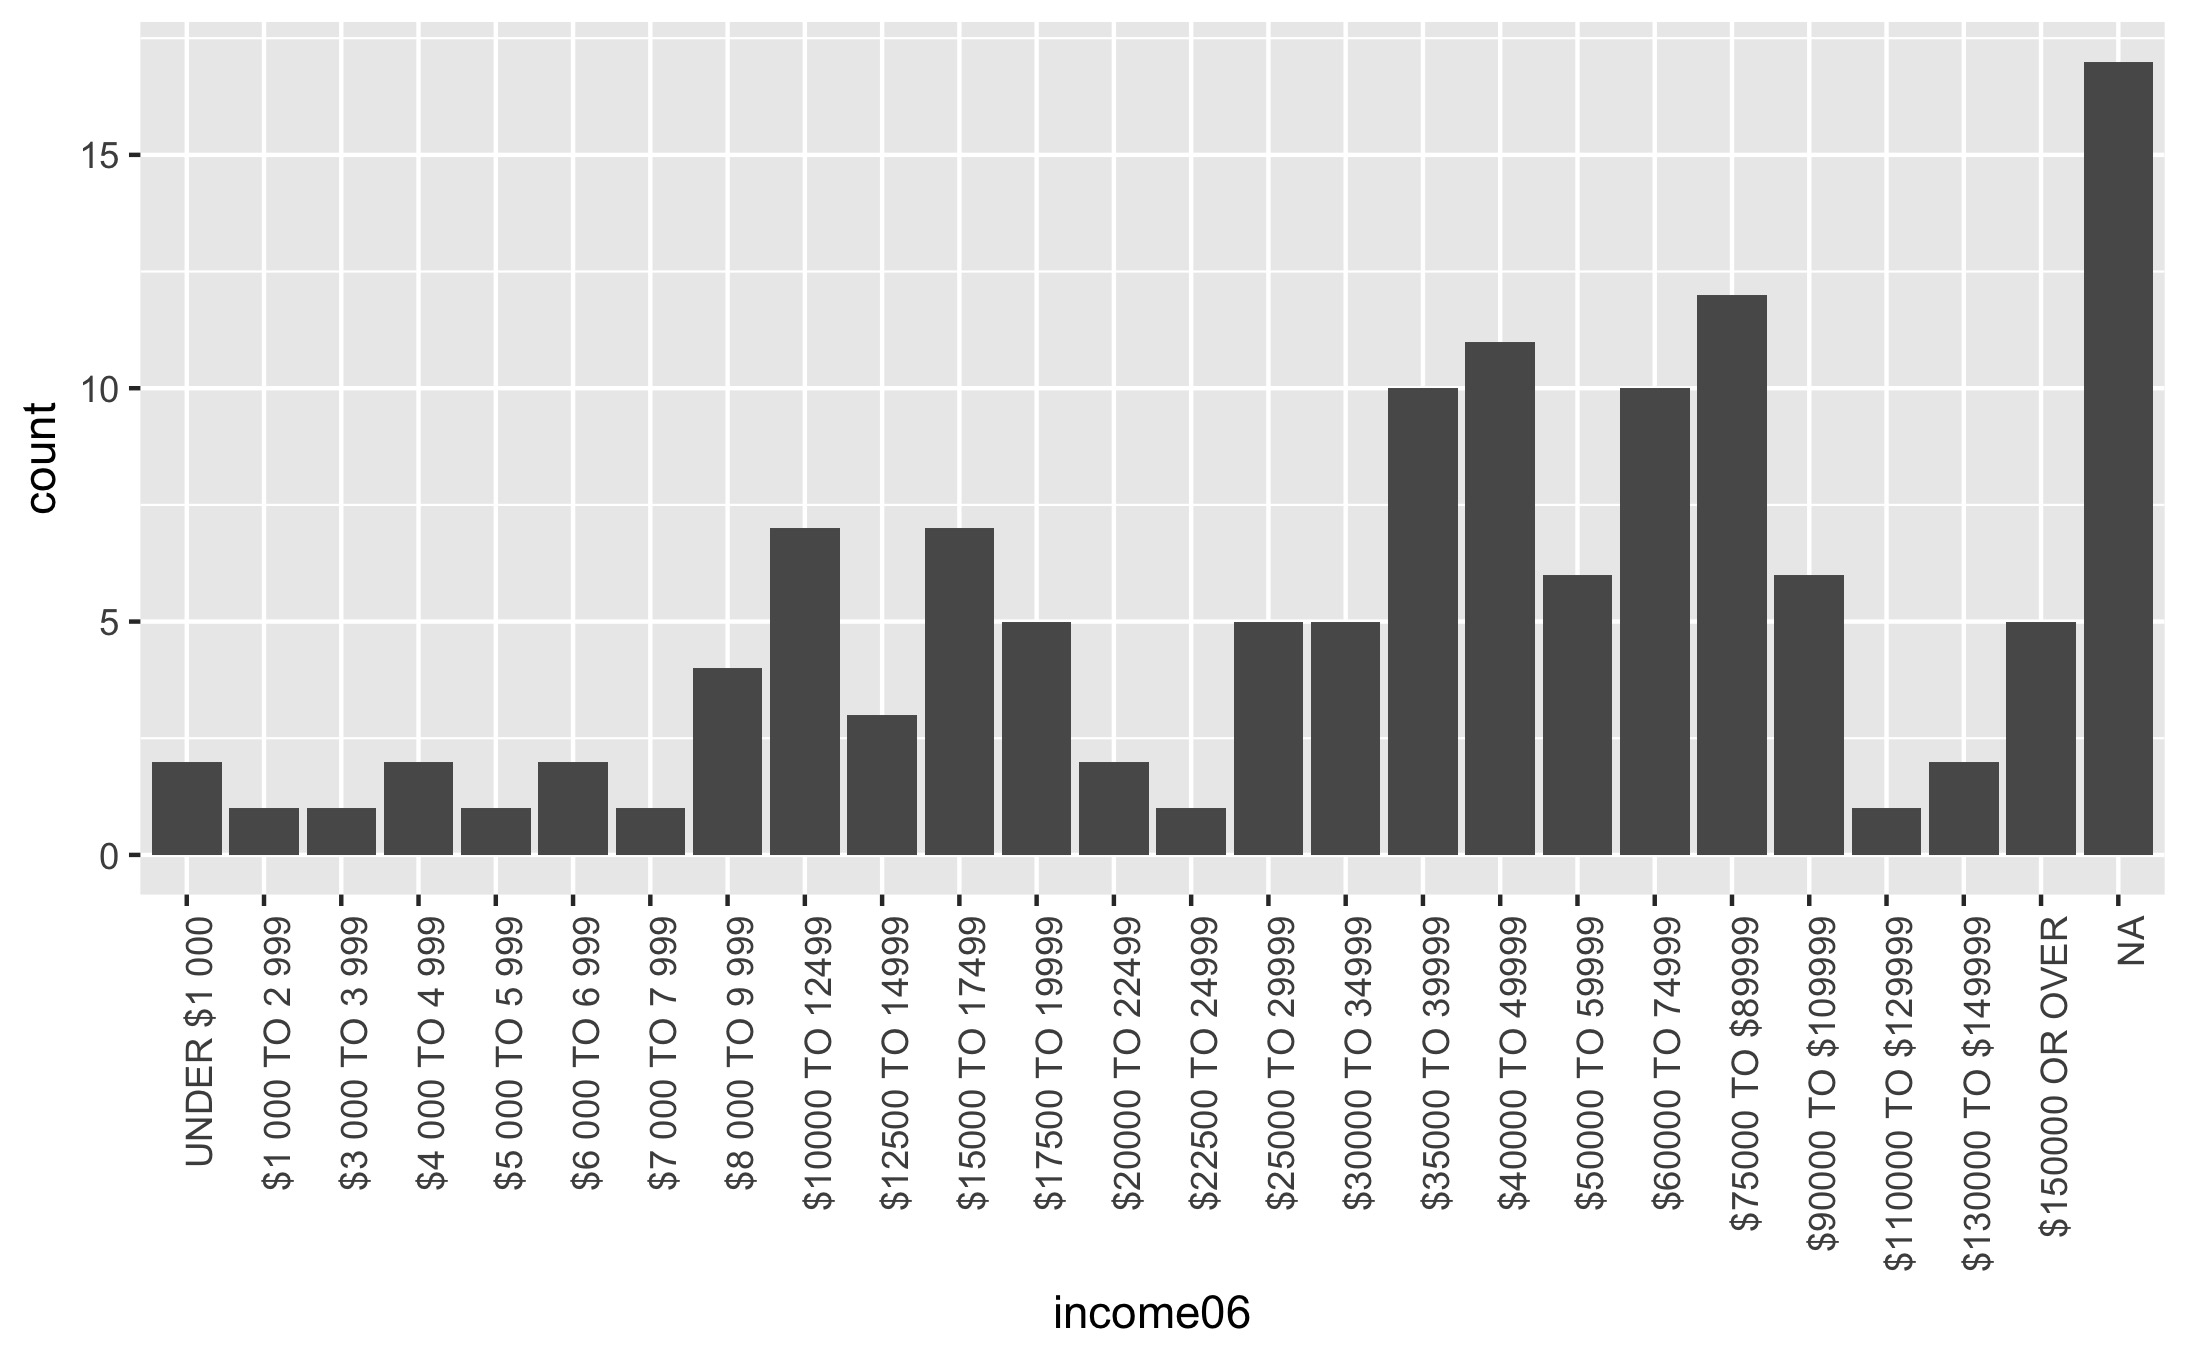 15
10
5
0
count
UNDER $1 000
$1 000 TO 2 999
$3 000 TO 3 999
$4 000 TO 4 999
$5 000 TO 5 999
$6 000 TO 6 999
$7 000 TO 7 999
$8 000 TO 9 999
$10000 TO 12499
$12500 TO 14999
$15000 TO 17499
$17500 TO 19999
$20000 TO 22499
$22500 TO 24999
$25000 TO 29999
$30000 TO 34999
$35000 TO 39999
$40000 TO 49999
$50000 TO 59999
$60000 TO 74999
$75000 TO $89999
$90000 TO $109999
$110000 TO $129999
$130000 TO $149999
$150000 OR OVER
NA
income06